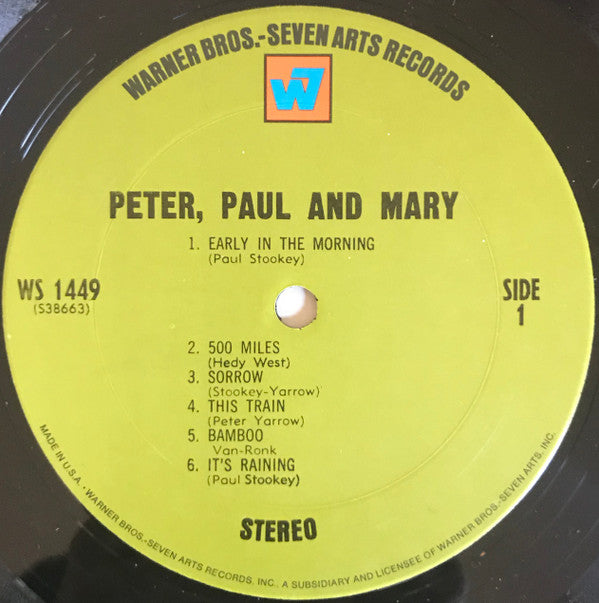 WARNER BROS.-SEVEN ARTS RECORDS
W7
PETER, PAUL AND MARY
1. EARLY IN THE MORNING
(Paul Stookey)
WS 1449
(S38663)
SIDE
1
2. 500 MILES
(Hedy West)
3. SORROW
(Stookey-Yarrow)
4. THIS TRAIN
(Peter Yarrow)
5. BAMBOO
Van-Ronk
6. IT'S RAINING
(Paul Stookey)
STEREO
MADE IN U.S.A. · WARNER BROS.-SEVEN ARTS RECORDS, INC., A SUBSIDIARY AND LICENSEE OF WARNER BROS.-SEVEN ARTS, INC.